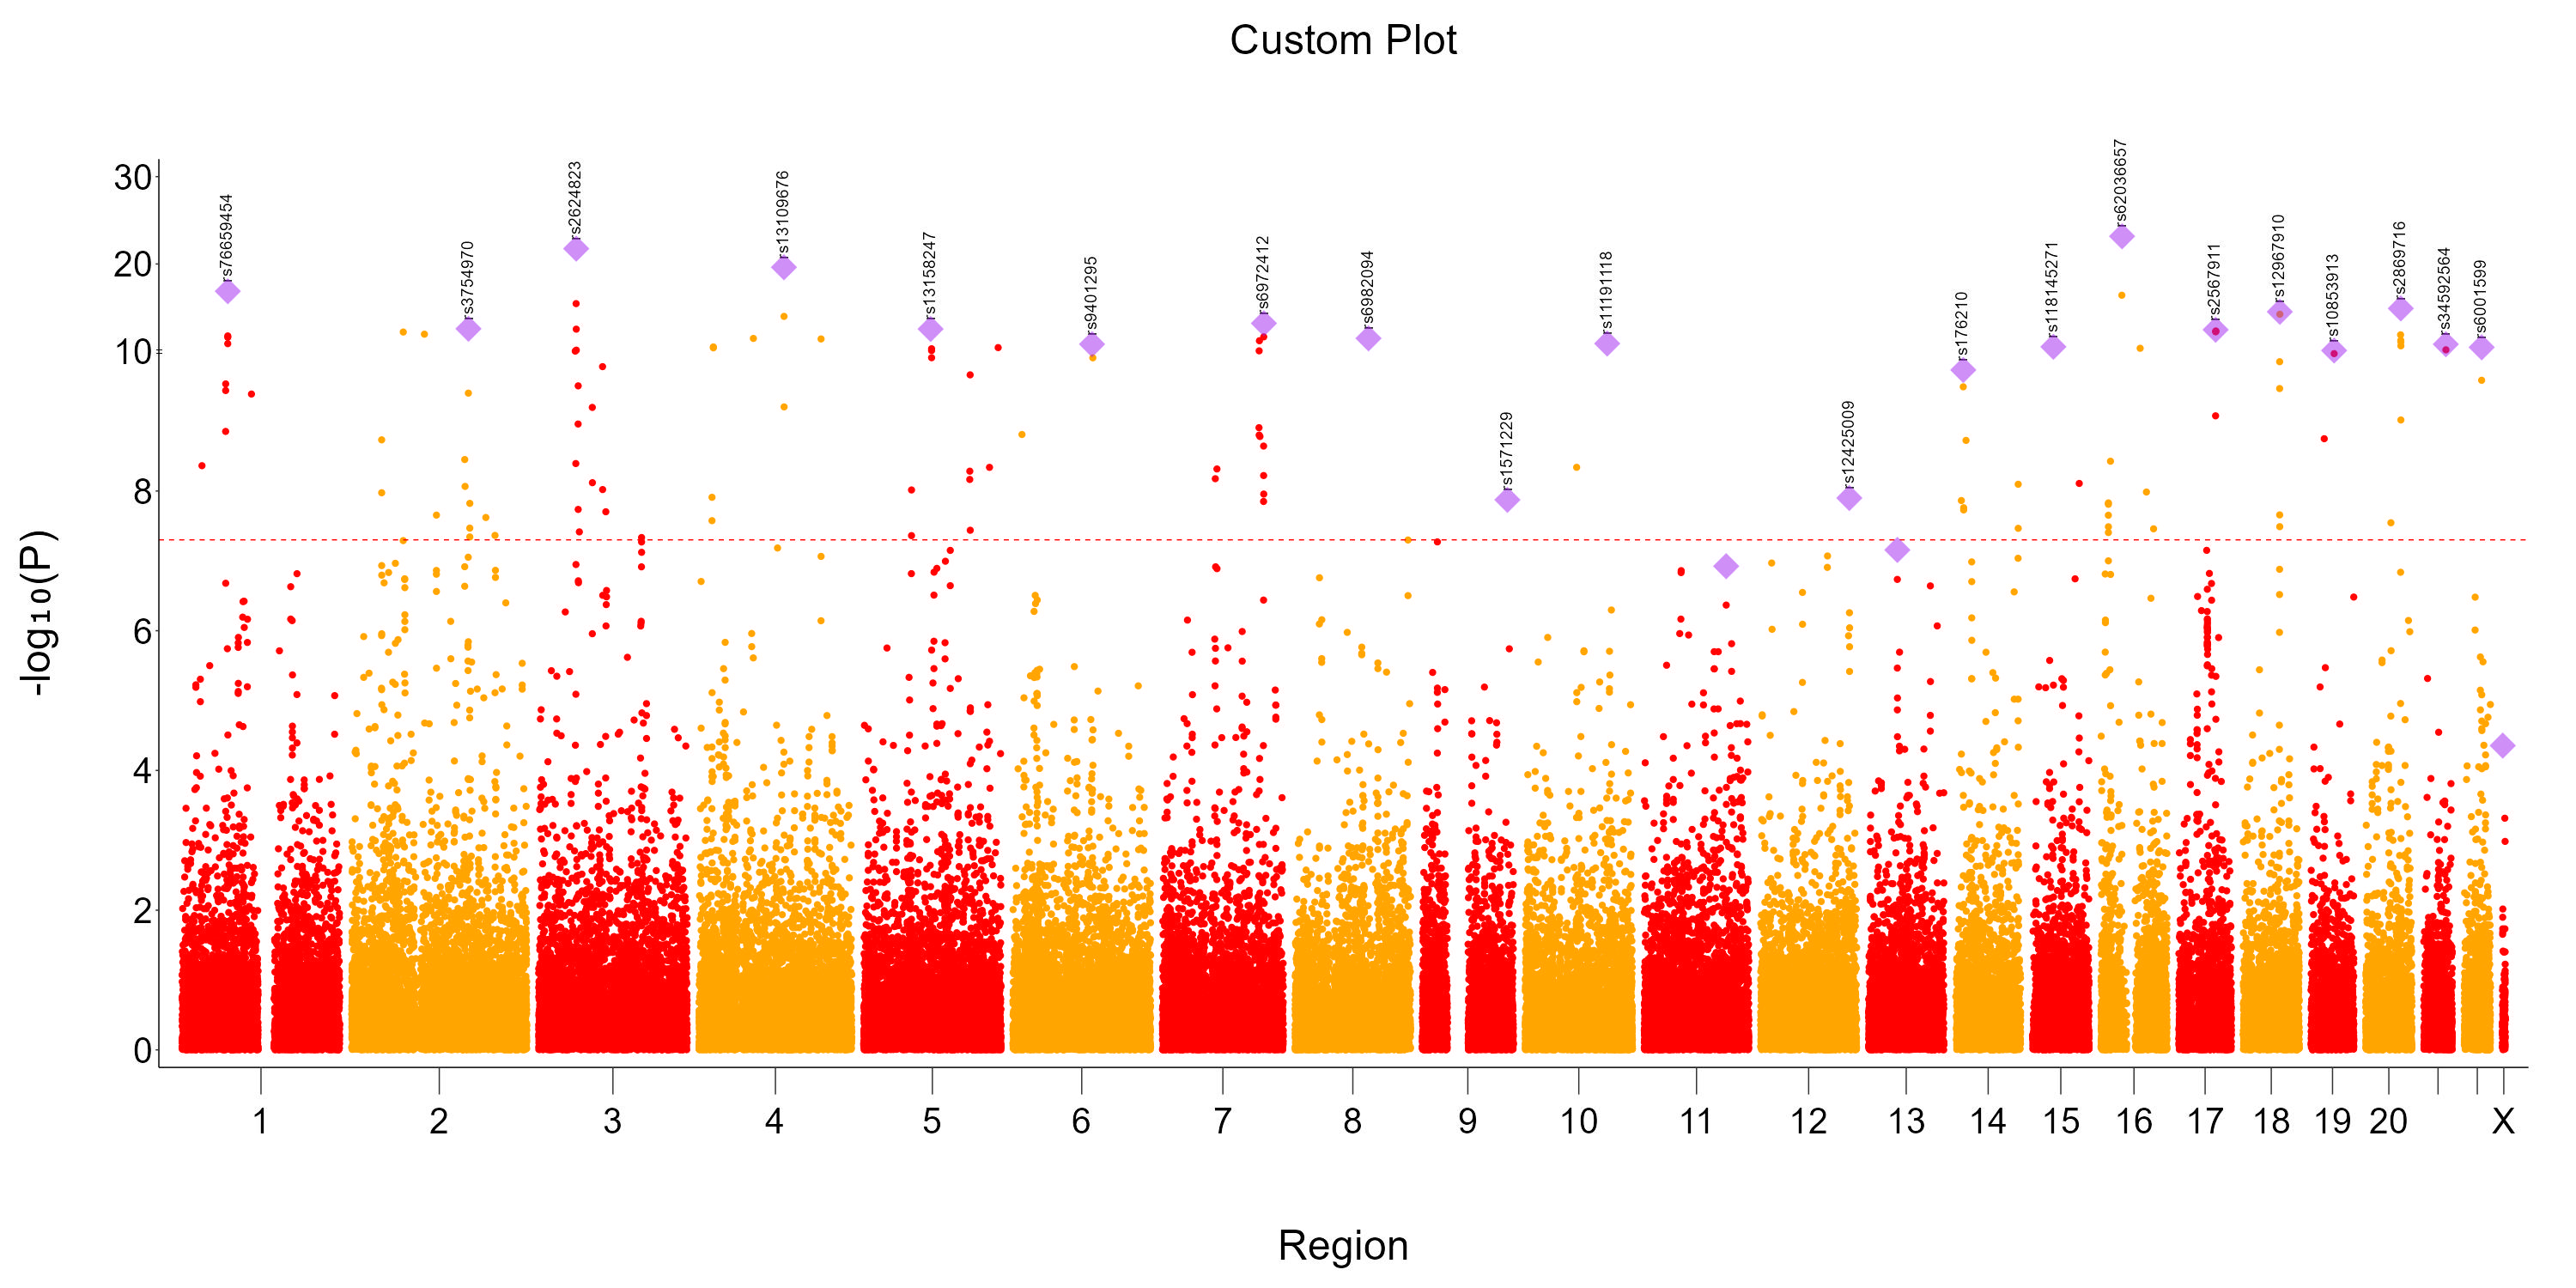 Custom Plot
-log₁₀(P)
30
20
10
8
6
4
2
0
rs76659454
rs3754970
rs2624823
rs13109676
rs13158247
rs9401295
rs6972412
rs6982094
rs1571229
rs11191118
rs12425009
rs176210
rs118145271
rs62036657
rs2567911
rs12967910
rs10853913
rs2869716
rs34592564
rs6001599
1 2 3 4 5 6 7 8 9 10 11 12 13 14 15 16 17 18 19 20 X
Region